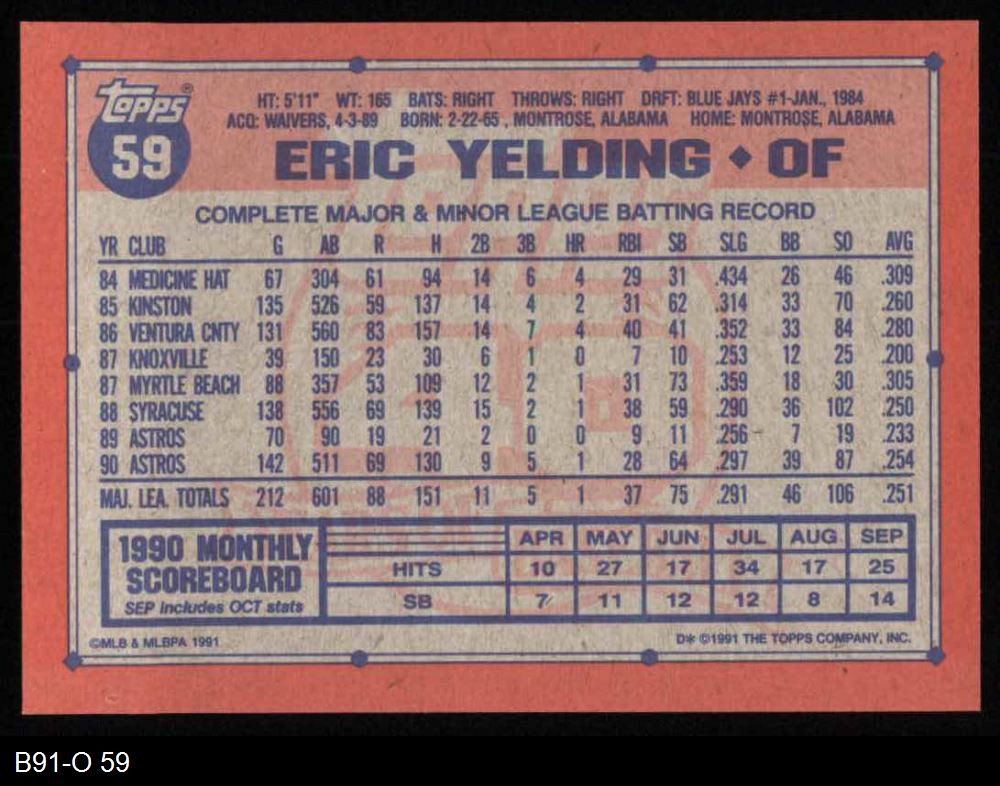 Topps®
59
HT: 5'11" WT: 165 BATS: RIGHT THROWS: RIGHT DRFT: BLUE JAYS #1-JAN., 1984
ACQ: WAIVERS, 4-3-89 BORN: 2-22-65, MONTROSE, ALABAMA HOME: MONTROSE, ALABAMA
ERIC YELDING ◆ OF
COMPLETE MAJOR & MINOR LEAGUE BATTING RECORD
YR CLUB G AB R H 2B 3B HR RBI SB SLG BB SO AVG
84 MEDICINE HAT 67 304 61 94 14 6 4 29 31 .434 26 46 .309
85 KINSTON 135 526 59 137 14 4 2 31 62 .314 33 70 .260
86 VENTURA CNTY 131 560 83 157 14 7 4 40 41 .352 33 84 .280
87 KNOXVILLE 39 150 23 30 6 1 0 7 10 .253 12 25 .200
87 MYRTLE BEACH 88 357 53 109 12 2 1 31 73 .359 18 30 .305
88 SYRACUSE 138 556 69 139 15 2 1 38 59 .290 36 102 .250
89 ASTROS 70 90 19 21 2 0 0 9 11 .256 7 19 .233
90 ASTROS 142 511 69 130 9 5 1 28 64 .297 39 87 .254
MAJ. LEA. TOTALS 212 601 88 151 11 5 1 37 75 .291 46 106 .251
1990 MONTHLY
SCOREBOARD
SEP includes OCT stats
APR MAY JUN JUL AUG SEP
HITS 10 27 17 34 17 25
SB 7 11 12 12 8 14
©MLB & MLBPA 1991
D* ©1991 THE TOPPS COMPANY, INC.
B91-O 59